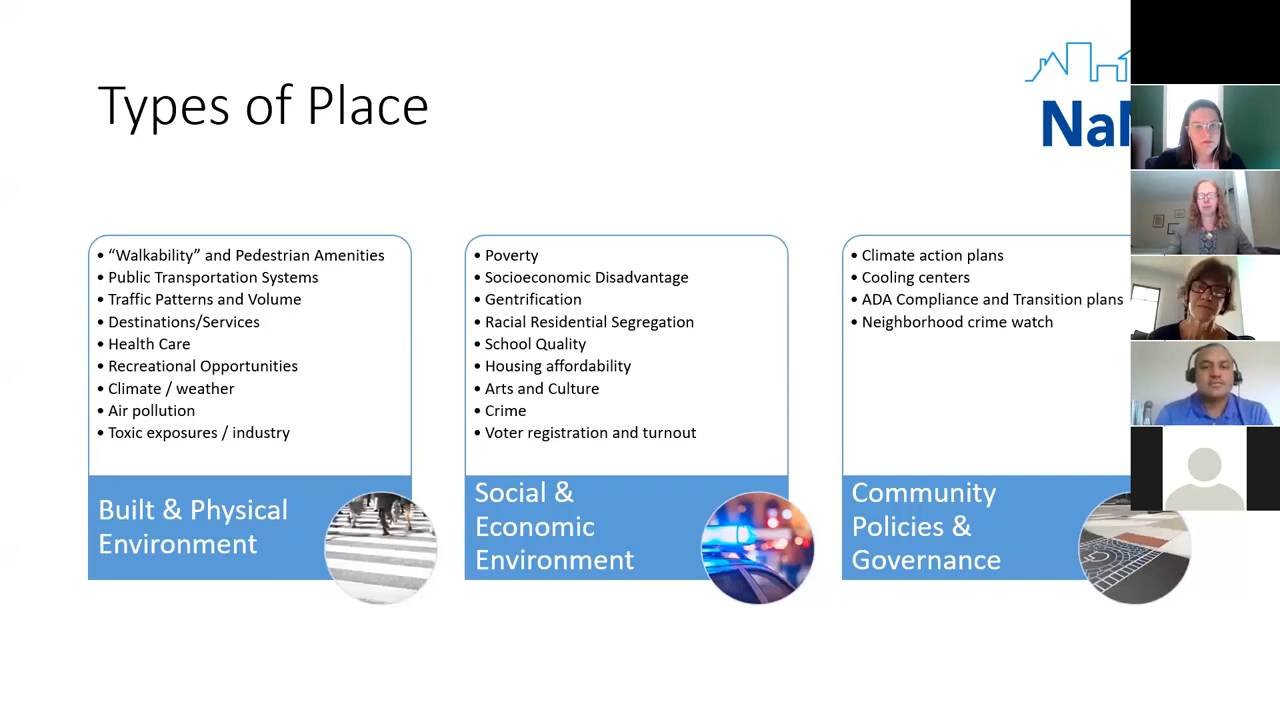 Types of Place
• “Walkability” and Pedestrian Amenities
• Public Transportation Systems
• Traffic Patterns and Volume
• Destinations/Services
• Health Care
• Recreational Opportunities
• Climate / weather
• Air pollution
• Toxic exposures / industry
Built & Physical
Environment
• Poverty
• Socioeconomic Disadvantage
• Gentrification
• Racial Residential Segregation
• School Quality
• Housing affordability
• Arts and Culture
• Crime
• Voter registration and turnout
Social &
Economic
Environment
• Climate action plans
• Cooling centers
• ADA Compliance and Transition plans
• Neighborhood crime watch
Community
Policies &
Governance